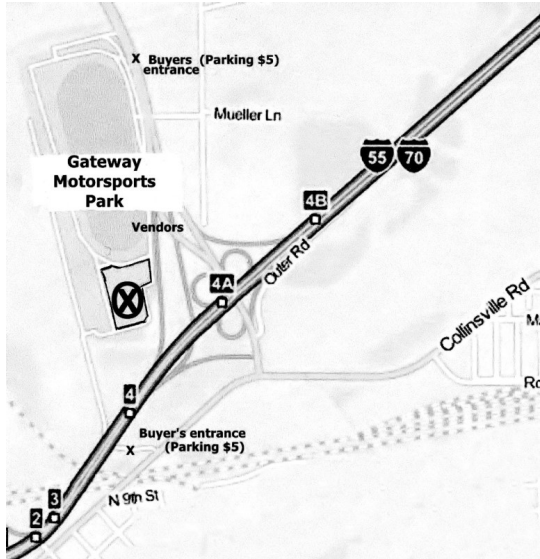 X Buyers (Parking $5)
entrance
Mueller Ln
55 70
Gateway
Motorsports
Park
4B
Vendors
Outer Rd
4A
X
Collinsville Rd
4
Buyer's entrance
(Parking $5)
x
N 9th St
3
2